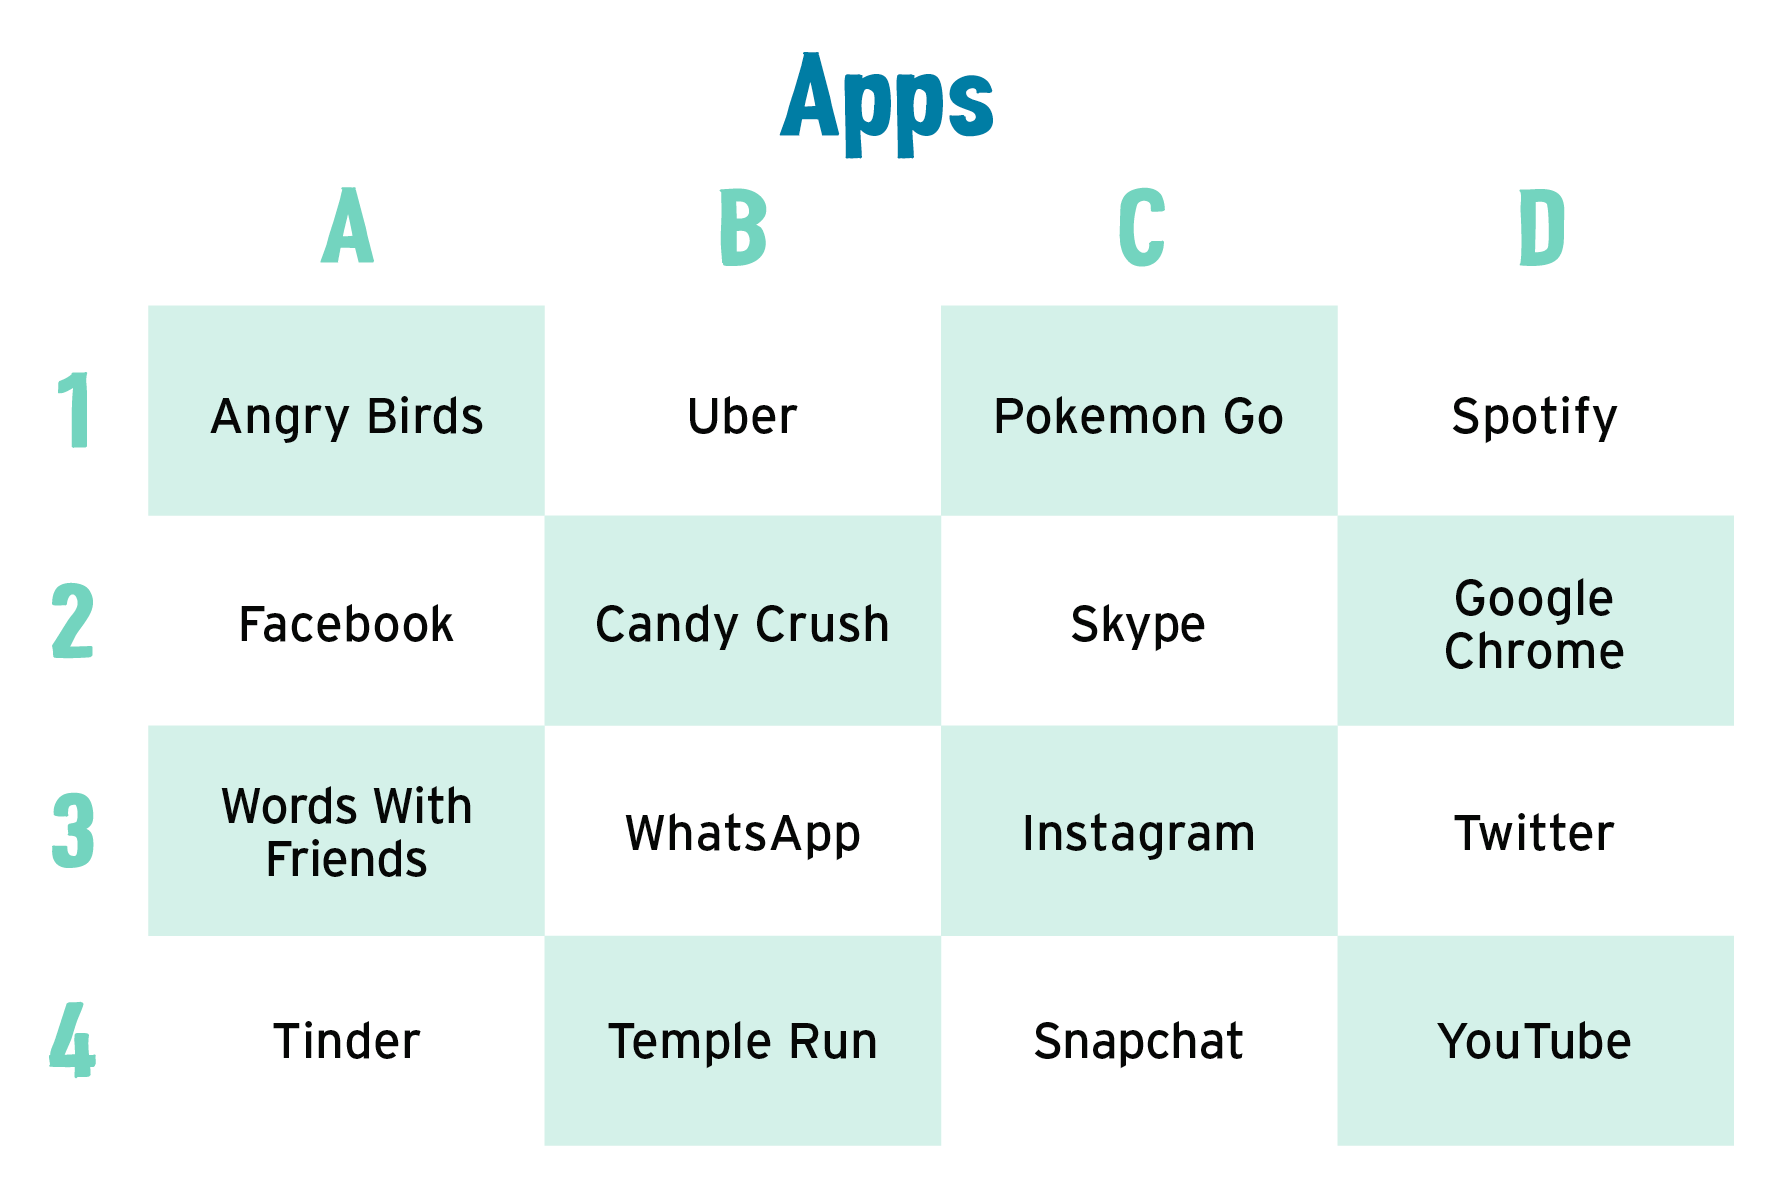 Apps
A B C D
1 Angry Birds Uber Pokemon Go Spotify
2 Facebook Candy Crush Skype Google
Chrome
3 Words With
Friends WhatsApp Instagram Twitter
4 Tinder Temple Run Snapchat YouTube